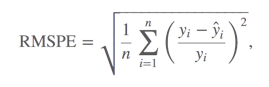 RMSPE = \sqrt{\frac{1}{n} \sum_{i=1}^{n} \left( \frac{y_i - \hat{y}_i}{y_i} \right)^2},